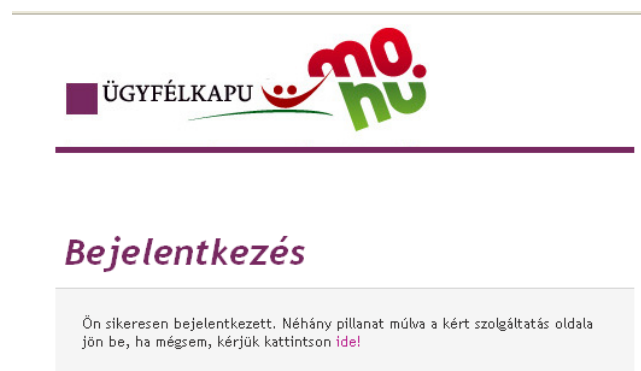 ÜGYFÉLKAPU
mo.
hu
Bejelentkezés
Ön sikeresen bejelentkezett. Néhány pillanat múlva a kért szolgáltatás oldala
jön be, ha mégsem, kérjük kattintson ide!